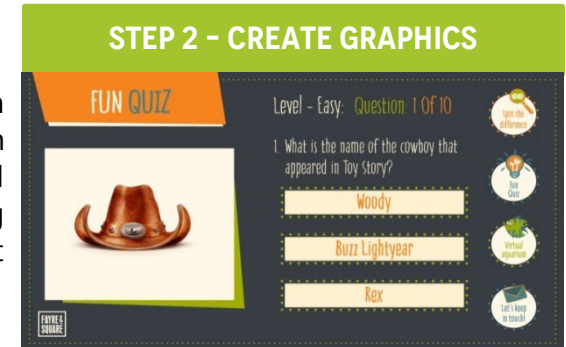 STEP 2 - CREATE GRAPHICS
FUN QUIZ
Level - Easy: Question: 1 Of 10
1. What is the name of the cowboy that
appeared in Toy Story?
Woody
Buzz Lightyear
Rex
Spot the
difference
Fun
Quiz
Virtual
aquarium
Let's keep
in touch!
FAYRE &
SQUARE